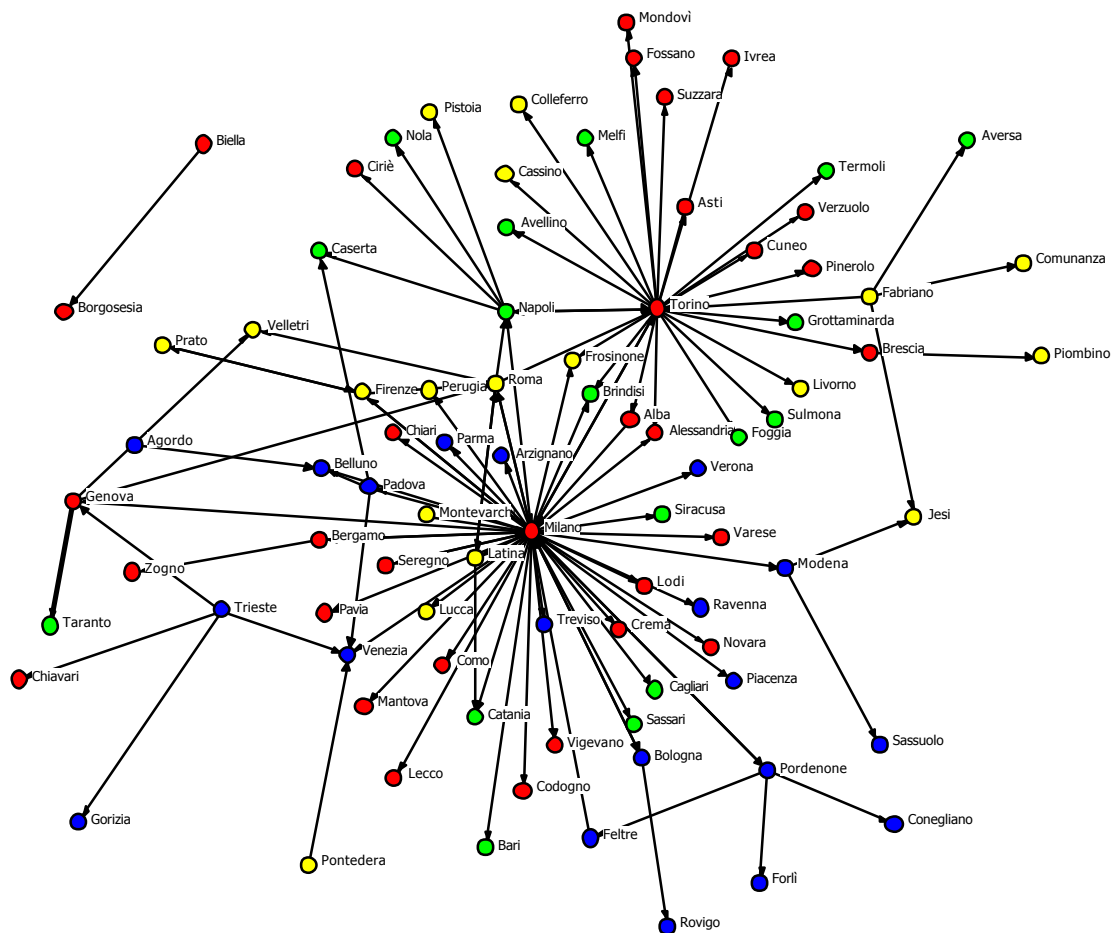 Mondovì
Fossano
Ivrea
Suzzara
Colleferro
Pistoia
Nola
Melfi
Aversa
Biella
Ciriè
Cassino
Termoli
Asti
Verzuolo
Avellino
Caserta
Cuneo
Comunanza
Pinerolo
Fabriano
Borgosesia
Napoli
Torino
Grottaminarda
Velletri
Prato
Brescia
Piombino
Frosinone
Roma
Firenze
Perugia
Brindisi
Livorno
Alba
Sulmona
Chiari
Parma
Alessandria
Foggia
Agordo
Arzignano
Belluno
Padova
Verona
Genova
Montevarch
Siracusa
Jesi
Milano
Bergamo
Varese
Zogno
Seregno
Latina
Modena
Lodi
Trieste
Pavia
Lucca
Ravenna
Taranto
Treviso
Crema
Venezia
Novara
Chiavari
Como
Piacenza
Cagliari
Mantova
Catania
Sassari
Vigevano
Sassuolo
Bologna
Pordenone
Lecco
Codogno
Gorizia
Conegliano
Feltre
Bari
Pontedera
Forlì
Rovigo